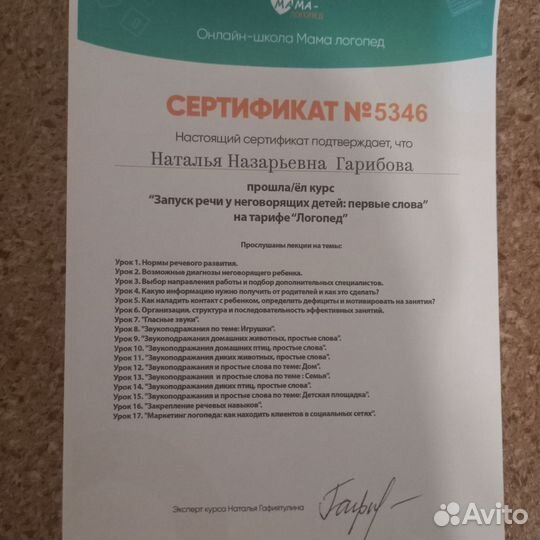 МАМА-
ЛОГОПЕД
Онлайн-школа Мама логопед
СЕРТИФИКАТ №5346
Настоящий сертификат подтверждает, что
Наталья Назарьевна Гарибова
прошла/ёл курс
"Запуск речи у неговорящих детей: первые слова"
на тарифе "Логопед"
Прослушаны лекции на темы:
Урок 1. Нормы речевого развития.
Урок 2. Возможные диагнозы неговорящего ребенка.
Урок 3. Выбор направления работы и подбор дополнительных специалистов.
Урок 4. Какую информацию нужно получить от родителей и как это сделать?
Урок 5. Как наладить контакт с ребенком, определить дефициты и мотивировать на занятия?
Урок 6. Организация, структура и последовательность эффективных занятий.
Урок 7. "Гласные звуки".
Урок 8. "Звукоподражания по теме: Игрушки".
Урок 9. "Звукоподражания домашних животных, простые слова".
Урок 10. "Звукоподражания домашних птиц, простые слова".
Урок 11. "Звукоподражания диких животных, простые слова".
Урок 12. "Звукоподражания и простые слова по теме: Дом".
Урок 13. "Звукоподражания и простые слова по теме : Семья".
Урок 14. "Звукоподражания диких птиц, простые слова".
Урок 15. "Звукоподражания и простые слова по теме: Детская площадка".
Урок 16. "Закрепление речевых навыков".
Урок 17. "Маркетинг логопеда: как находить клиентов в социальных сетях".
Эксперт курса Наталья Гафиятулина
Avito